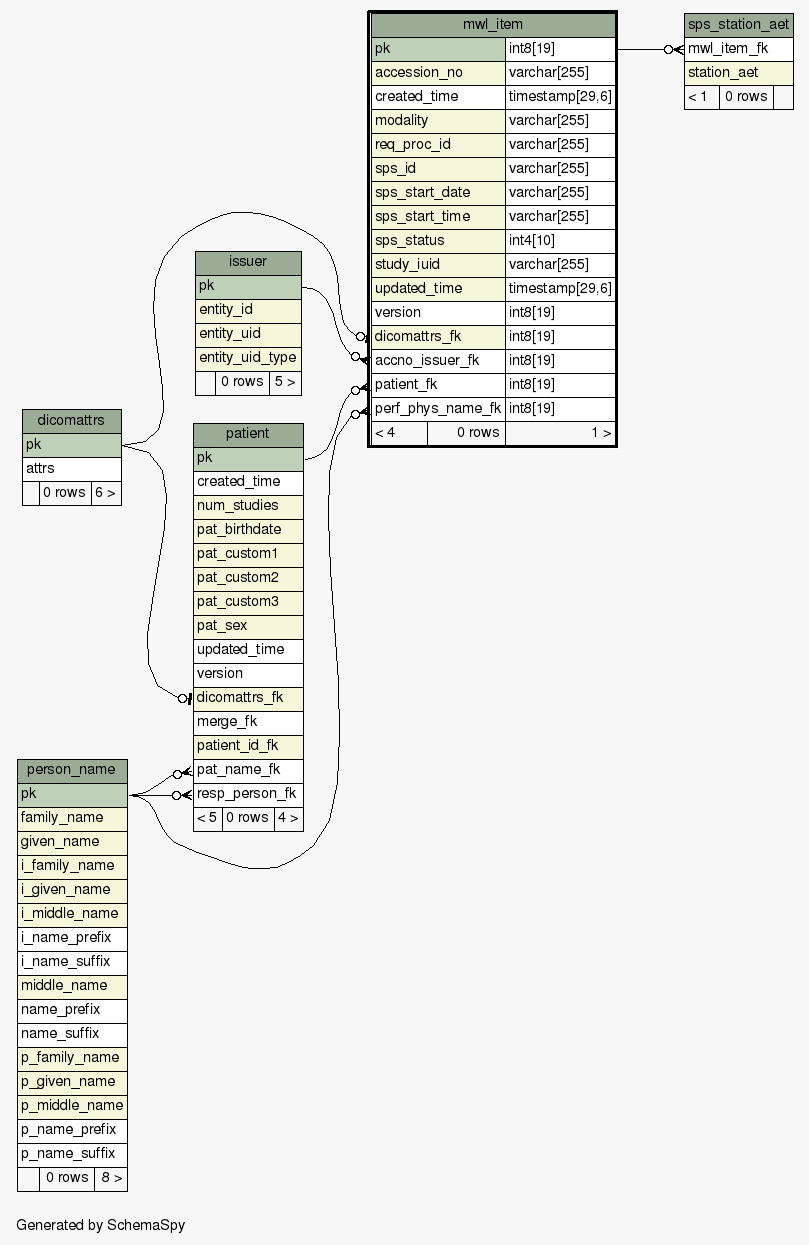 mwl_item
pk int8[19]
accession_no varchar[255]
created_time timestamp[29,6]
modality varchar[255]
req_proc_id varchar[255]
sps_id varchar[255]
sps_start_date varchar[255]
sps_start_time varchar[255]
sps_status int4[10]
study_iuid varchar[255]
updated_time timestamp[29,6]
version int8[19]
dicomattrs_fk int8[19]
accno_issuer_fk int8[19]
patient_fk int8[19]
perf_phys_name_fk int8[19]
< 4 0 rows 1 >
sps_station_aet
mwl_item_fk
station_aet
< 1 0 rows
issuer
pk
entity_id
entity_uid
entity_uid_type
0 rows 5 >
dicomattrs
pk
attrs
0 rows 6 >
patient
pk
created_time
num_studies
pat_birthdate
pat_custom1
pat_custom2
pat_custom3
pat_sex
updated_time
version
dicomattrs_fk
merge_fk
patient_id_fk
pat_name_fk
resp_person_fk
< 5 0 rows 4 >
person_name
pk
family_name
given_name
i_family_name
i_given_name
i_middle_name
i_name_prefix
i_name_suffix
middle_name
name_prefix
name_suffix
p_family_name
p_given_name
p_middle_name
p_name_prefix
p_name_suffix
0 rows 8 >
Generated by SchemaSpy